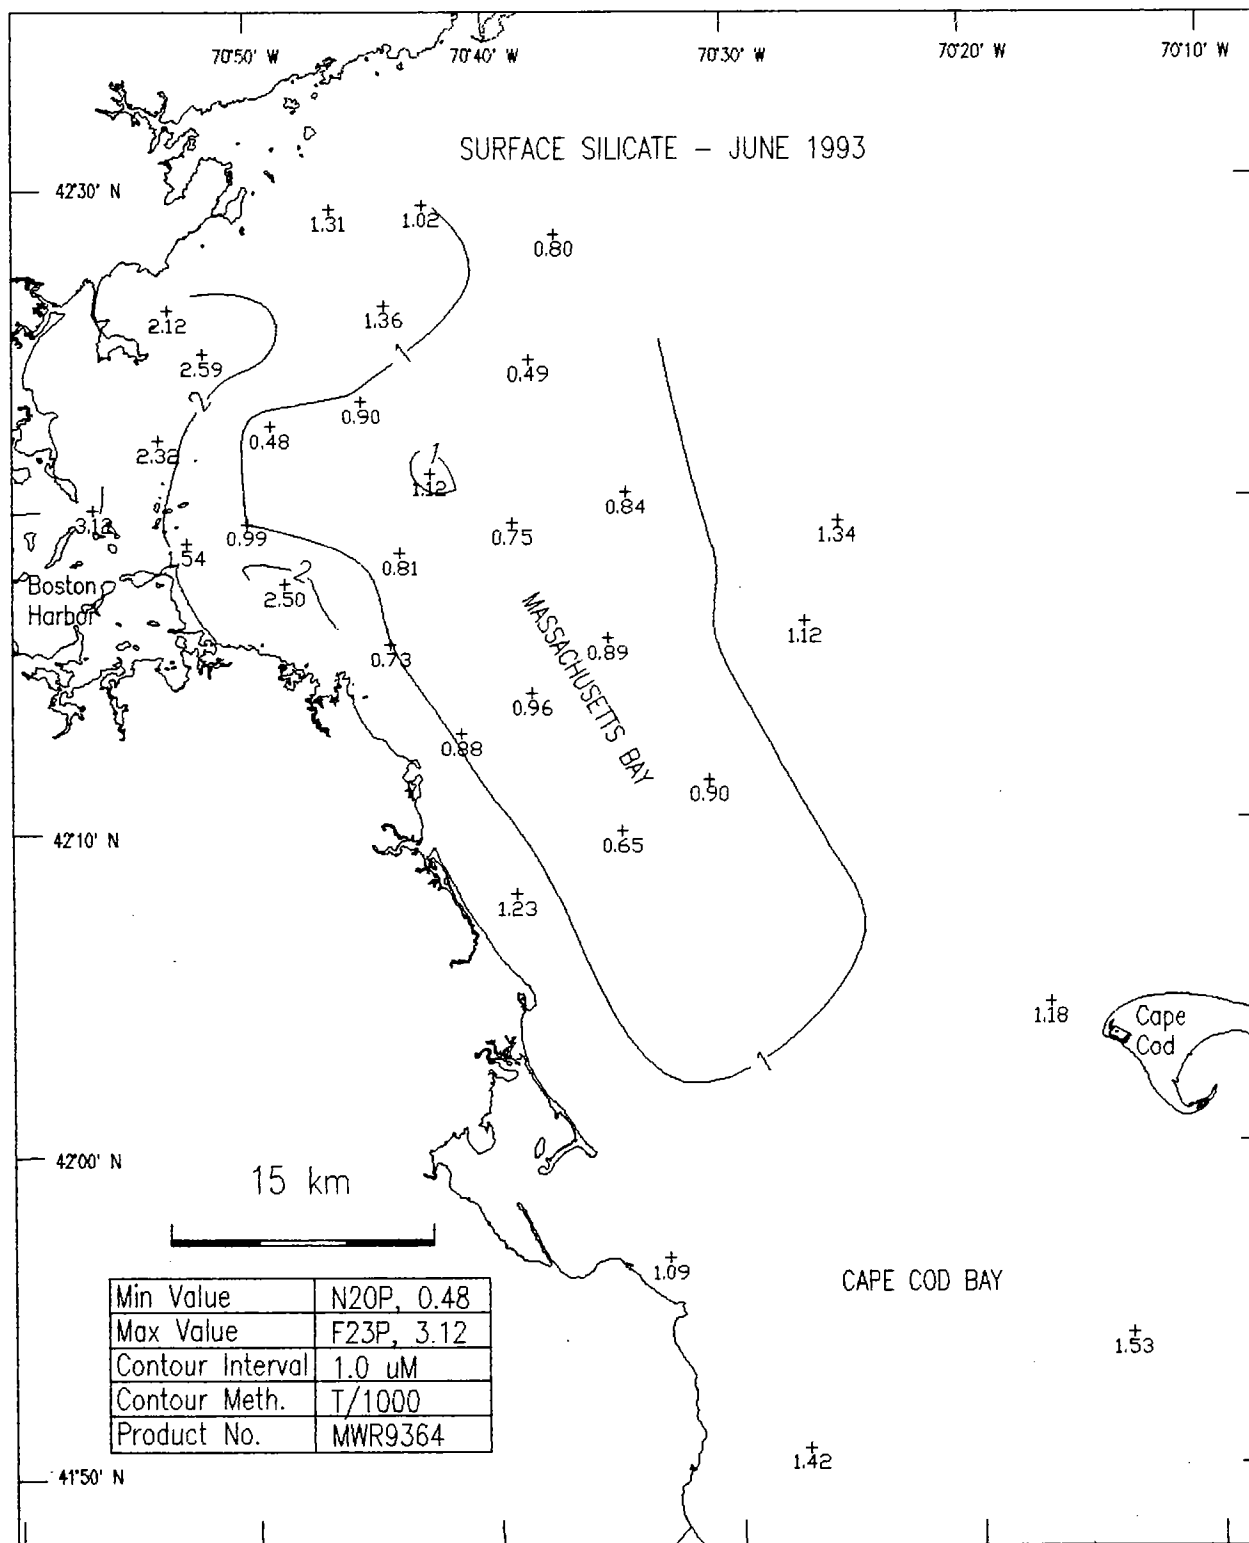 70°50' W
70°40' W
70°30' W
70°20' W
70°10' W
SURFACE SILICATE - JUNE 1993
42°30' N
1.31
1.02
0.80
2.12
1.36
2.59
0.49
1
2
0.90
0.48
2.32
1
1.12
0.84
3.12
0.99
0.75
1.34
1.54
0.81
Boston
Harbor
2
2.50
MASSACHUSETTS BAY
0.73
0.89
1.12
0.96
0.88
0.90
42°10' N
0.65
1.23
1.18
Cape
Cod
1
42°00' N
15 km
1.09
CAPE COD BAY
1.53
Min Value N20P, 0.48
Max Value F23P, 3.12
Contour Interval 1.0 uM
Contour Meth. T/1000
Product No. MWR9364
1.42
41°50' N